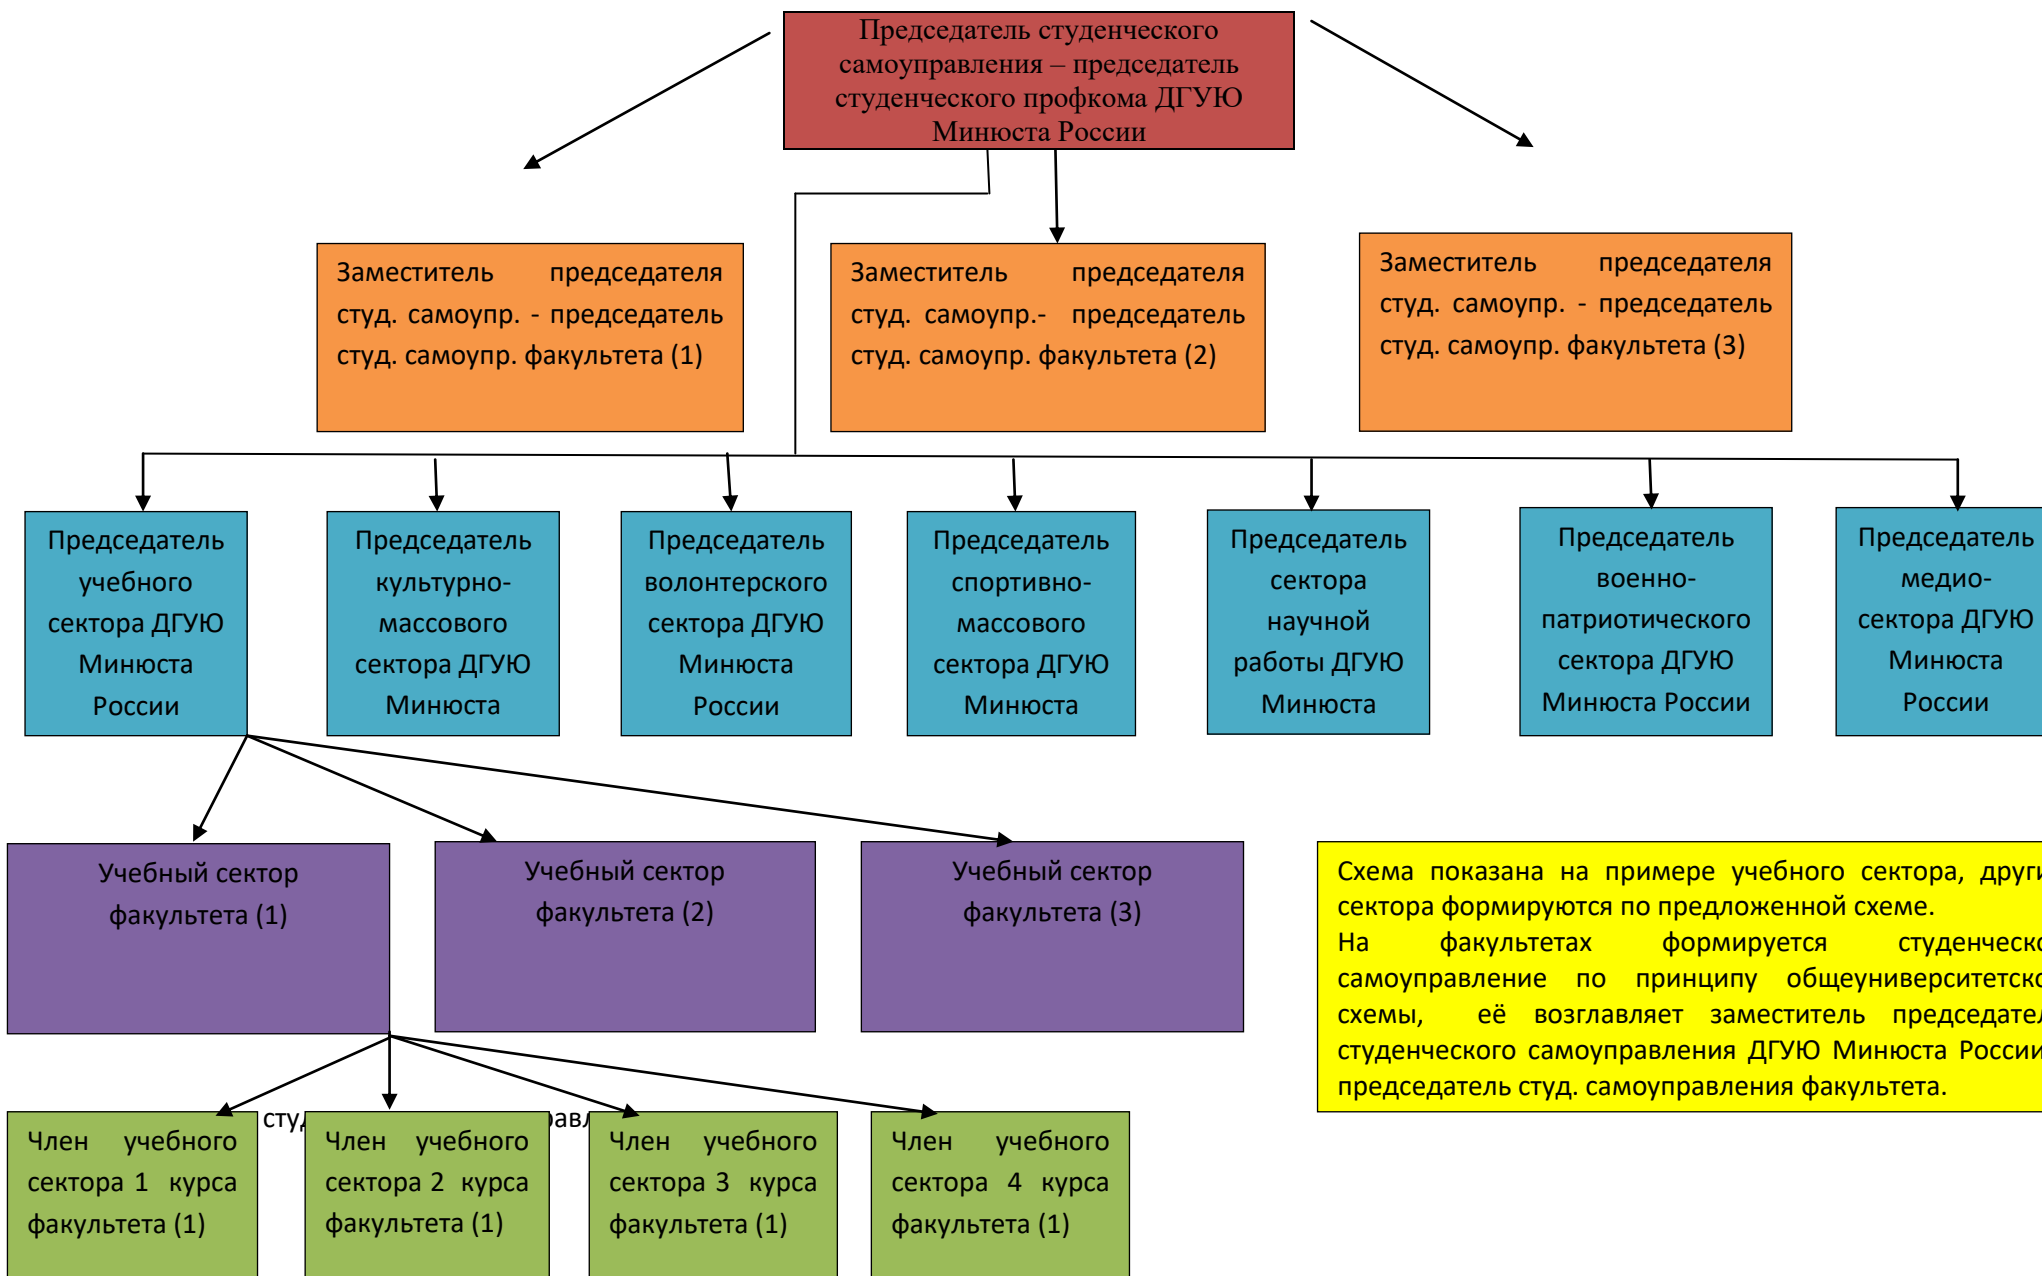 Председатель студенческого
самоуправления – председатель
студенческого профкома ДГУЮ
Минюста России
Заместитель председателя
студ. самоупр. - председатель
студ. самоупр. факультета (1)
Заместитель председателя
студ. самоупр.- председатель
студ. самоупр. факультета (2)
Заместитель председателя
студ. самоупр. - председатель
студ. самоупр. факультета (3)
Председатель
учебного
сектора ДГУЮ
Минюста
России
Председатель
культурно-
массового
сектора ДГУЮ
Минюста
Председатель
волонтерского
сектора ДГУЮ
Минюста
России
Председатель
спортивно-
массового
сектора ДГУЮ
Минюста
Председатель
сектора
научной
работы ДГУЮ
Минюста
Председатель
военно-
патриотического
сектора ДГУЮ
Минюста России
Председатель
медио-
сектора ДГУЮ
Минюста
России
Учебный сектор
факультета (1)
Учебный сектор
факультета (2)
Учебный сектор
факультета (3)
Схема показана на примере учебного сектора, други
сектора формируются по предложенной схеме.
На факультетах формируется студенческо
самоуправление по принципу общеуниверситетско
схемы, её возглавляет заместитель председател
студенческого самоуправления ДГУЮ Минюста России
председатель студ. самоуправления факультета.
Член учебного
сектора 1 курса
факультета (1)
Член учебного
сектора 2 курса
факультета (1)
Член учебного
сектора 3 курса
факультета (1)
Член учебного
сектора 4 курса
факультета (1)